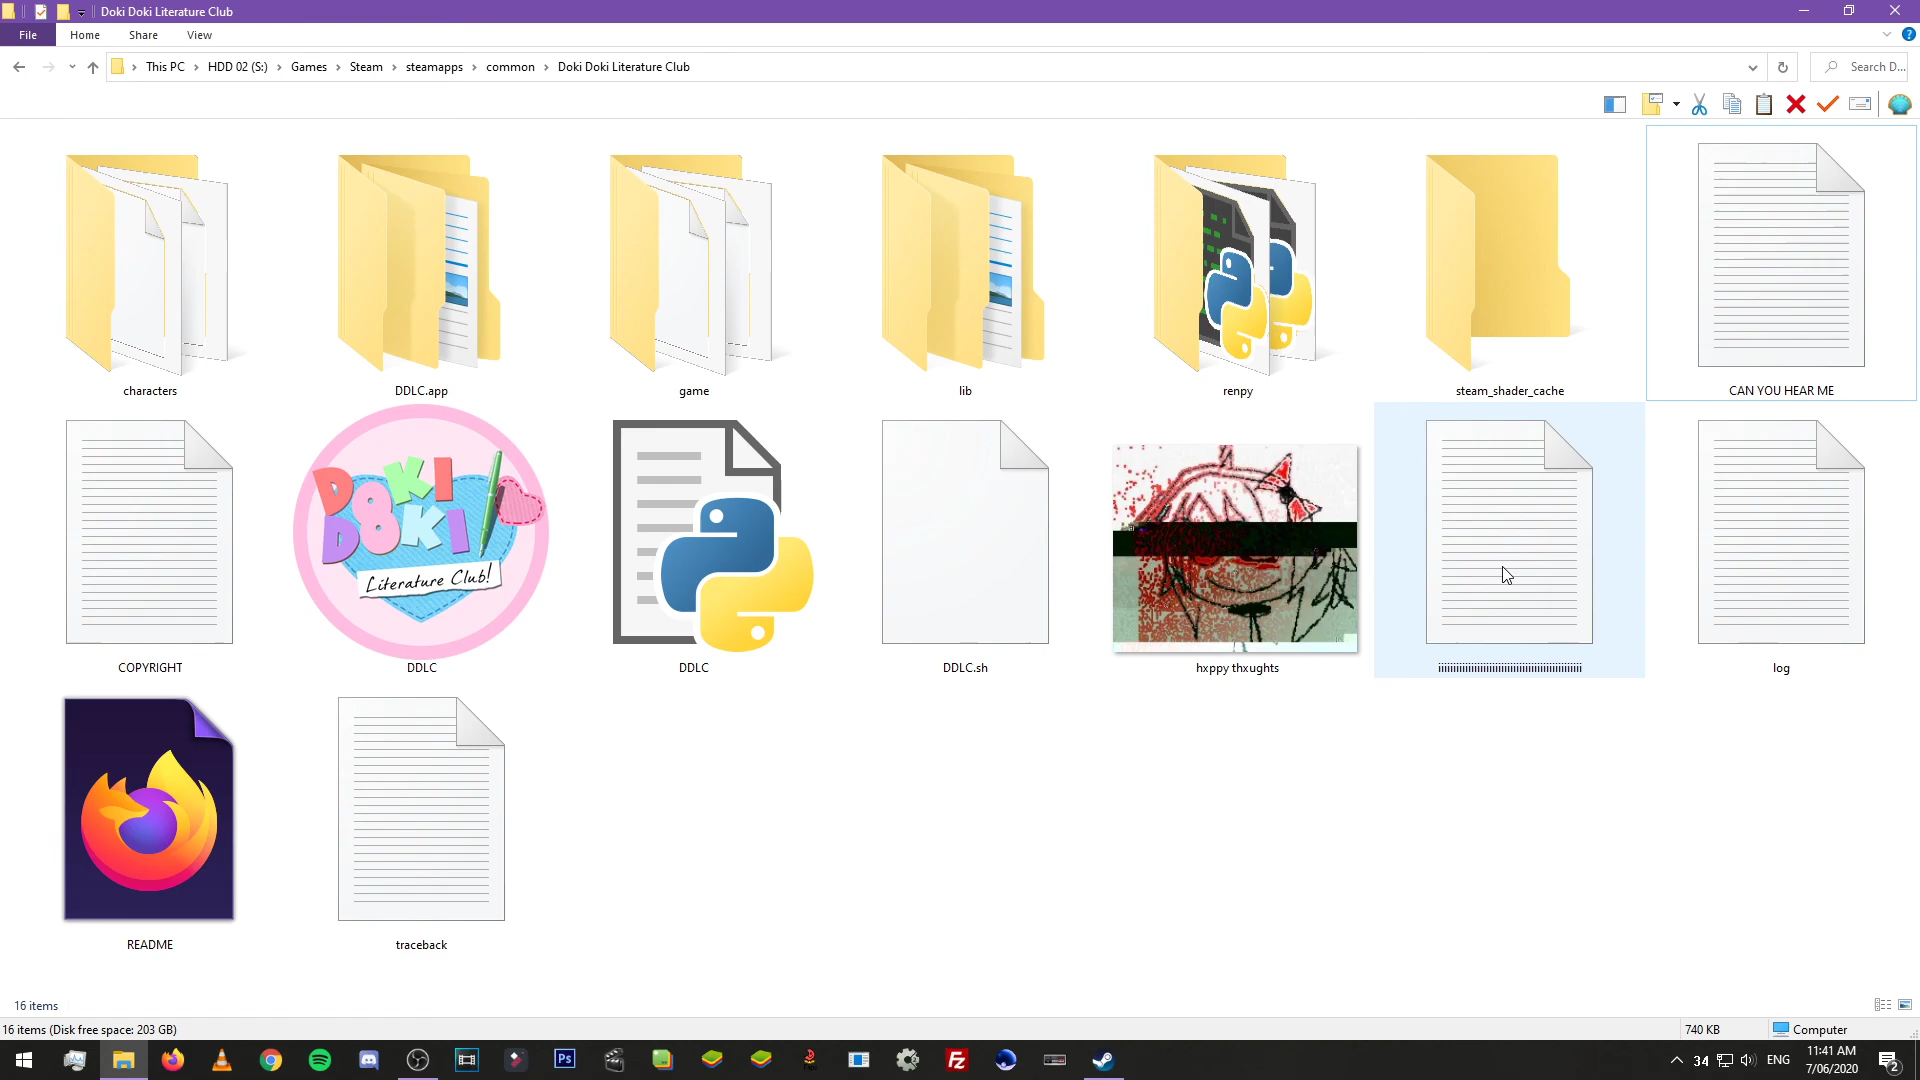 Doki Doki Literature Club
File
Home
Share
View
This PC
HDD 02 (S:)
Games
Steam
steamapps
common
Doki Doki Literature Club
Search D...
characters
DDLC.app
game
lib
renpy
steam_shader_cache
CAN YOU HEAR ME
DOKI
DOKI
Literature Club!
COPYRIGHT
DDLC
DDLC
DDLC.sh
hxppy thxughts
log
README
traceback
16 items
16 items (Disk free space: 203 GB)
740 KB
Computer
Ps
FZ
34
ENG
11:41 AM
7/06/2020
2